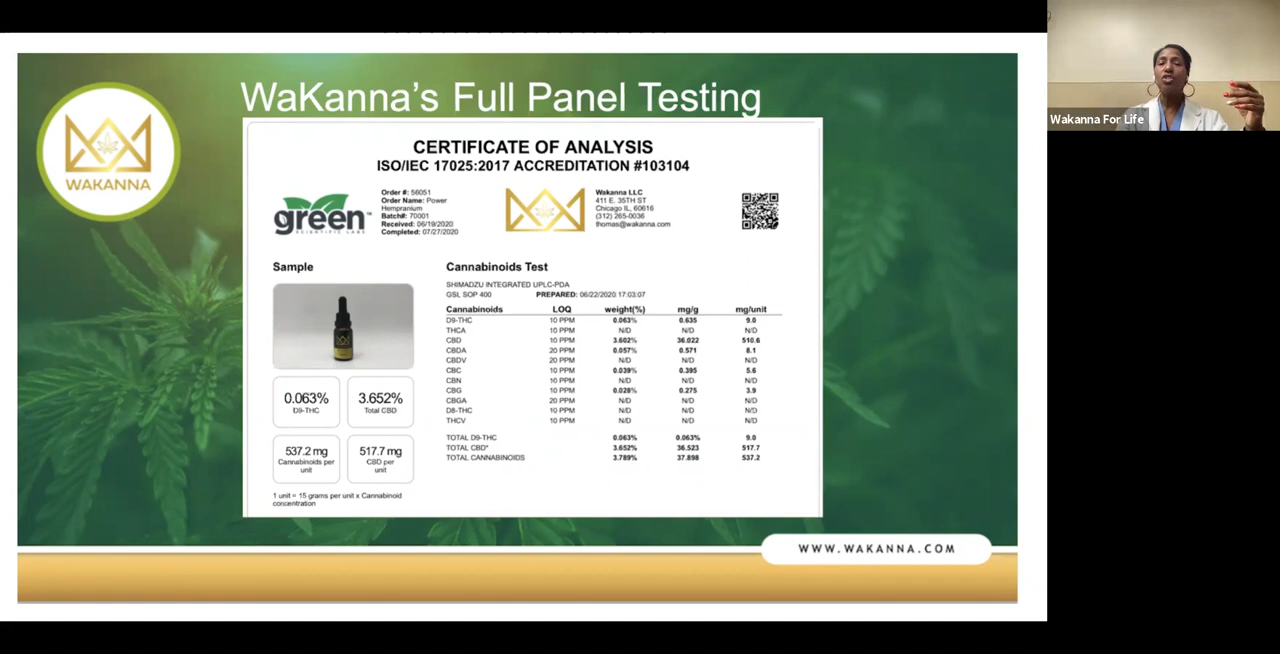 WaKanna's Full Panel Testing
WAKANNA
Wakanna For Life
CERTIFICATE OF ANALYSIS
ISO/IEC 17025:2017 ACCREDITATION #103104
green™
SCIENTIFIC LABS
Order #: 56051
Order Name: Power
Hempranium
Batch#: 70001
Received: 06/19/2020
Completed: 07/27/2020
Wakanna LLC
411 E. 35TH ST
Chicago IL, 60616
(312) 265-0036
thomas@wakanna.com
Sample
0.063%
D9-THC
3.652%
Total CBD
537.2 mg
Cannabinoids per
unit
517.7 mg
CBD per
unit
1 unit = 15 grams per unit x Cannabinoid
concentration
Cannabinoids Test
SHIMADZU INTEGRATED UPLC-PDA
GSL SOP 400 PREPARED: 06/22/2020 17:03:07
Cannabinoids LOQ weight(%) mg/g mg/unit
D9-THC 10 PPM 0.063% 0.635 9.0
THCA 10 PPM N/D N/D N/D
CBD 10 PPM 3.602% 36.022 510.6
CBDA 20 PPM 0.057% 0.571 8.1
CBDV 20 PPM N/D N/D N/D
CBC 10 PPM 0.039% 0.395 5.6
CBN 10 PPM N/D N/D N/D
CBG 10 PPM 0.028% 0.275 3.9
CBGA 20 PPM N/D N/D N/D
D8-THC 10 PPM N/D N/D N/D
THCV 10 PPM N/D N/D N/D
TOTAL D9-THC 0.063% 0.063% 9.0
TOTAL CBD* 3.652% 36.523 517.7
TOTAL CANNABINOIDS 3.789% 37.898 537.2
WWW.WAKANNA.COM